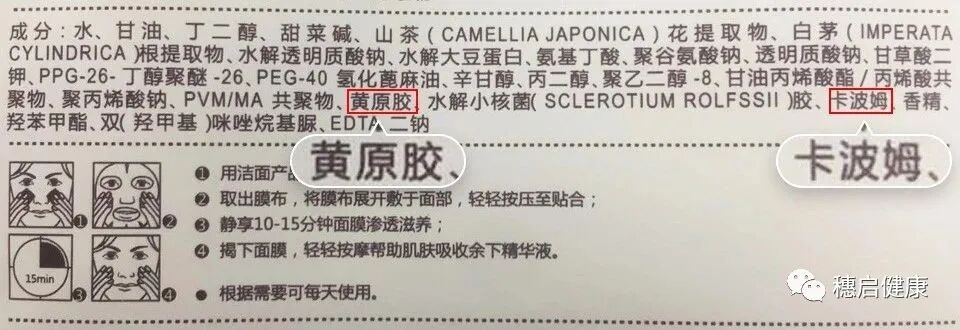 成分：水、甘油、丁二醇、甜菜碱、山茶(CAMELLIA JAPONICA)花提取物、白茅(IMPERATA
CYLINDRICA)根提取物、水解透明质酸钠、水解大豆蛋白、氨基丁酸、聚谷氨酸钠、透明质酸钠、甘草酸二
钾、PPG-26-丁醇聚醚-26、PEG-40 氢化蓖麻油、辛甘醇、丙二醇、聚乙二醇-8、甘油丙烯酸酯/丙烯酸共
聚物、聚丙烯酸钠、PVM/MA 共聚物、黄原胶、水解小核菌(SCLEROTIUM ROLFSSII)胶、卡波姆、香精、
羟苯甲酯、双(羟甲基)咪唑烷基脲、EDTA 二钠
黄原胶、
卡波姆、
1 用洁面产
2 取出膜布，将膜布展开敷于面部，轻轻按压至贴合；
3 静享10-15分钟面膜渗透滋养；
4 揭下面膜，轻轻按摩帮助肌肤吸收余下精华液。
● 根据需要可每天使用。
1
2
15min
3
4
穗启健康